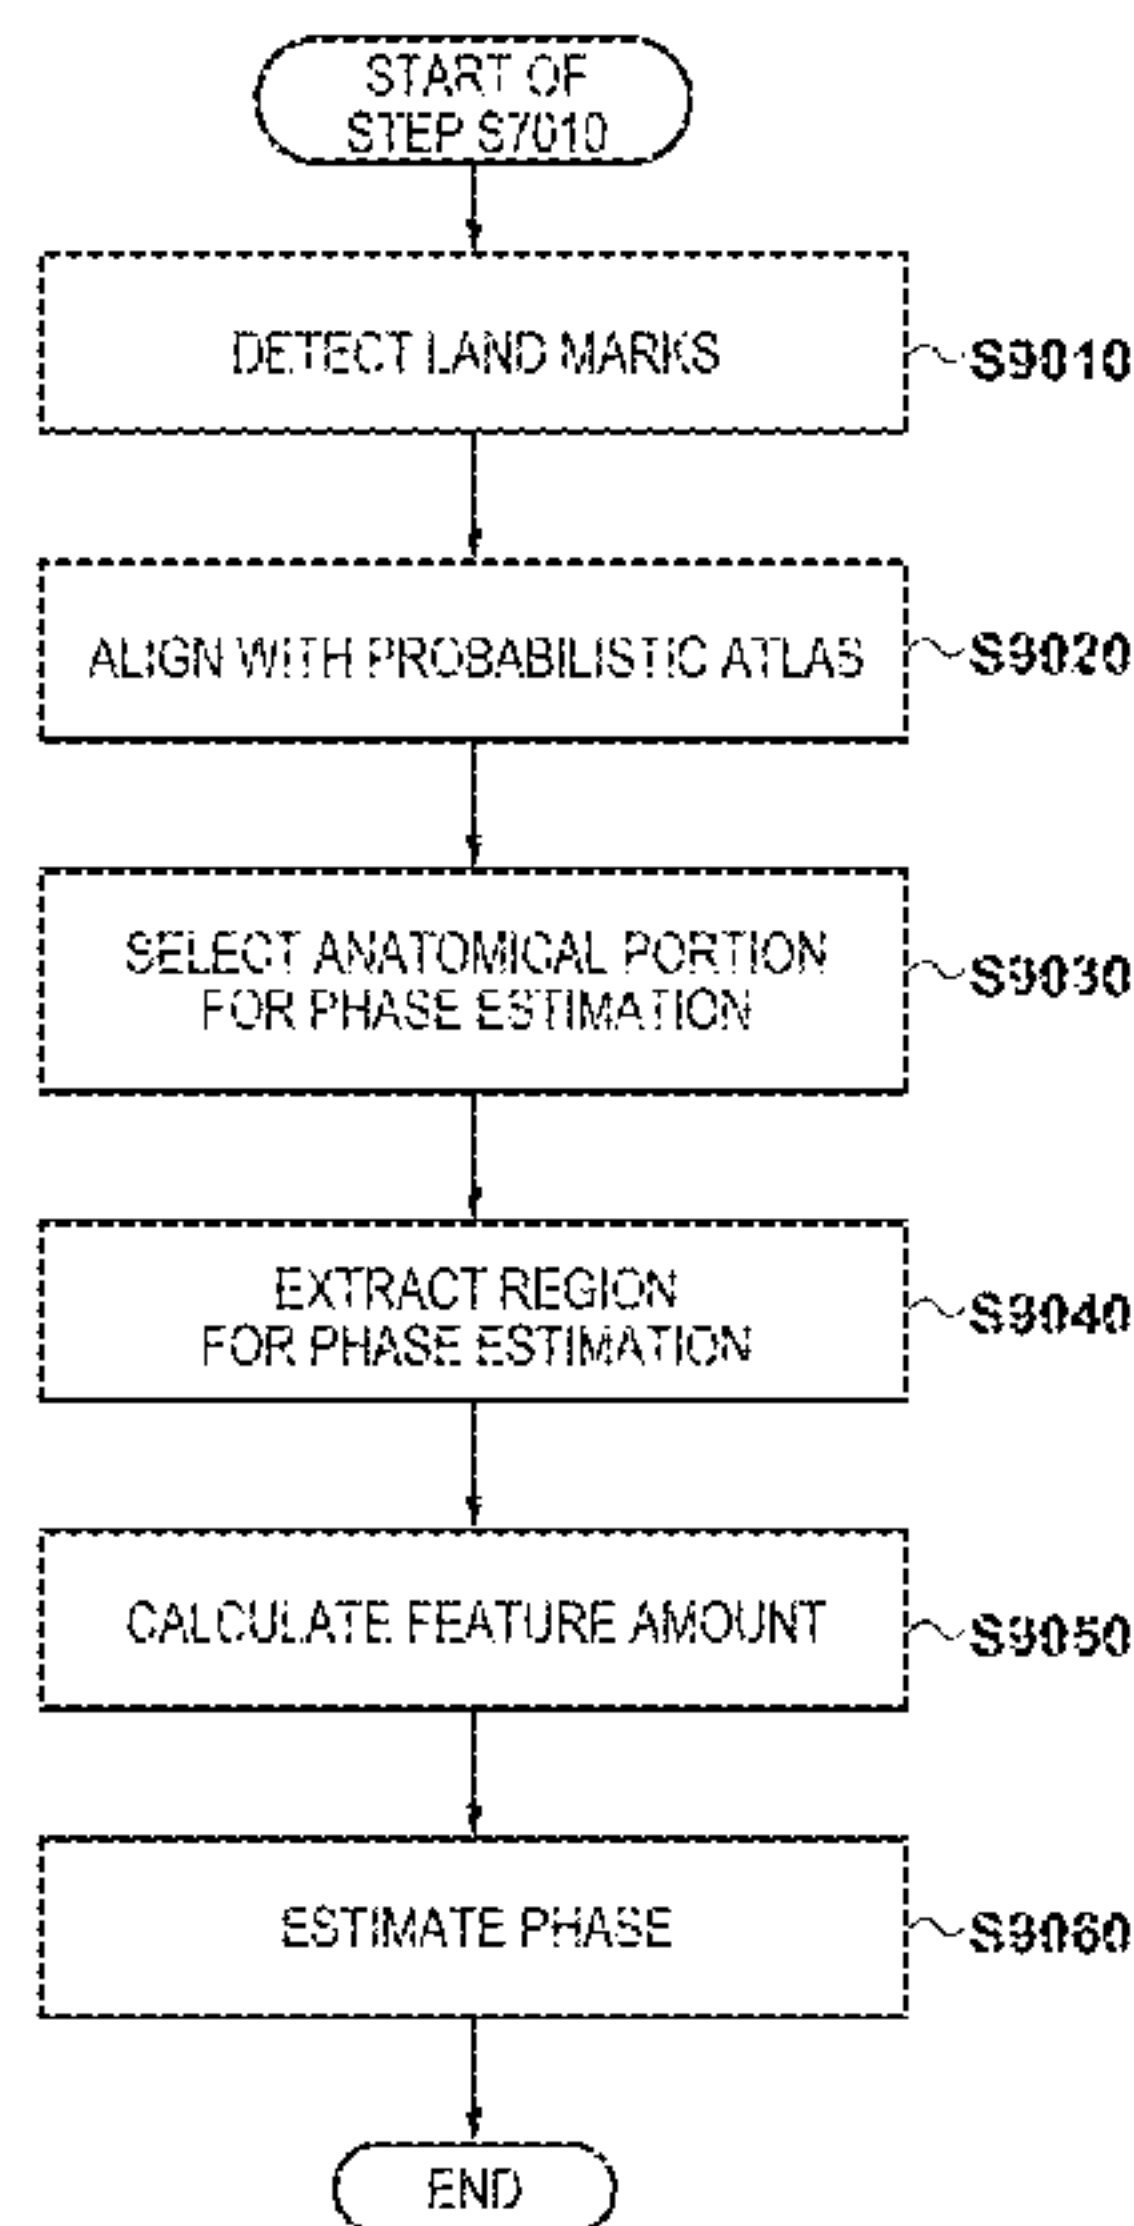 START OF
STEP S7010
DETECT LAND MARKS
S9010
ALIGN WITH PROBABILISTIC ATLAS
S9020
SELECT ANATOMICAL PORTION
FOR PHASE ESTIMATION
S9030
EXTRACT REGION
FOR PHASE ESTIMATION
S9040
CALCULATE FEATURE AMOUNT
S9050
ESTIMATE PHASE
S9060
END